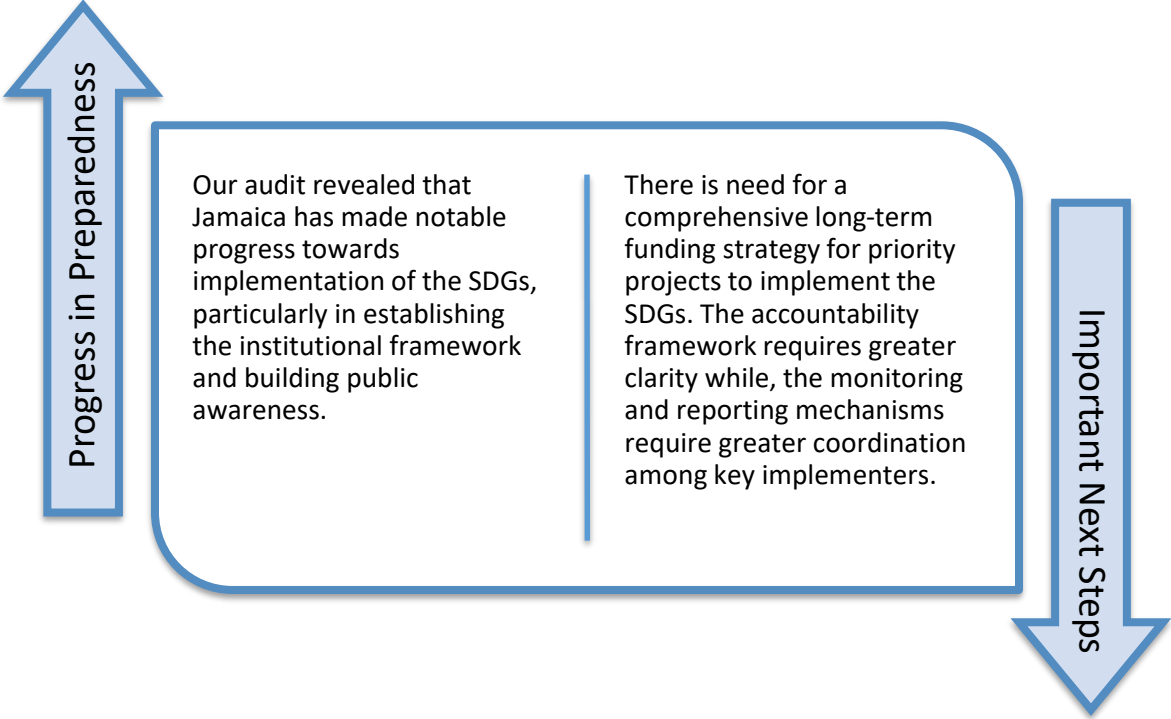 Progress in Preparedness
Our audit revealed that
Jamaica has made notable
progress towards
implementation of the SDGs,
particularly in establishing
the institutional framework
and building public
awareness.
There is need for a
comprehensive long-term
funding strategy for priority
projects to implement the
SDGs. The accountability
framework requires greater
clarity while, the monitoring
and reporting mechanisms
require greater coordination
among key implementers.
Important Next Steps